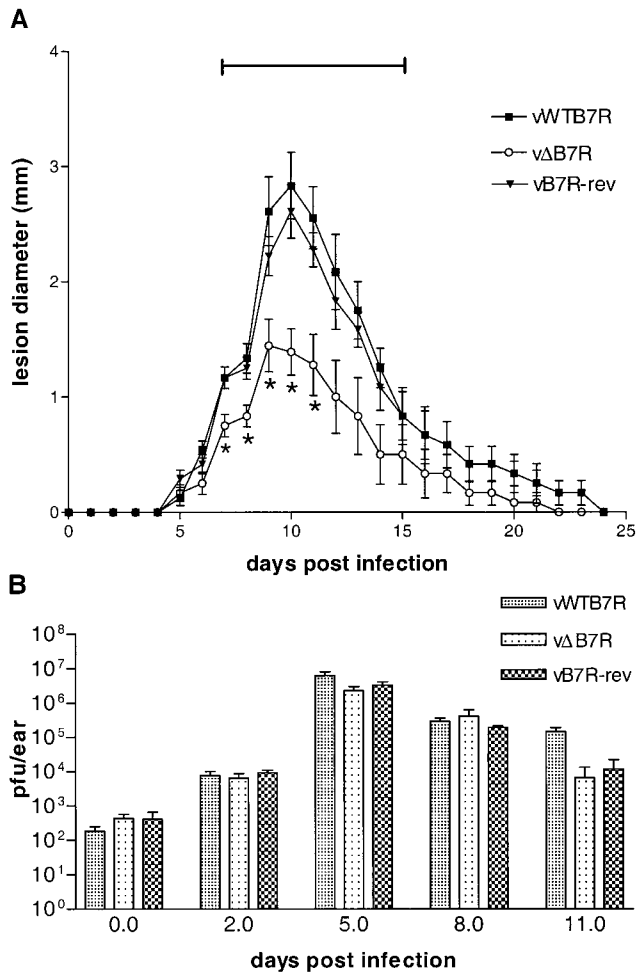 A
4
3
2
1
0
lesion diameter (mm)
vWTB7R
vΔB7R
vB7R-rev
* * * * *
0 5 10 15 20 25
days post infection
B
vWTB7R
vΔB7R
vB7R-rev
10⁸
10⁷
10⁶
10⁵
10⁴
10³
10²
10¹
10⁰
pfu/ear
0.0 2.0 5.0 8.0 11.0
days post infection